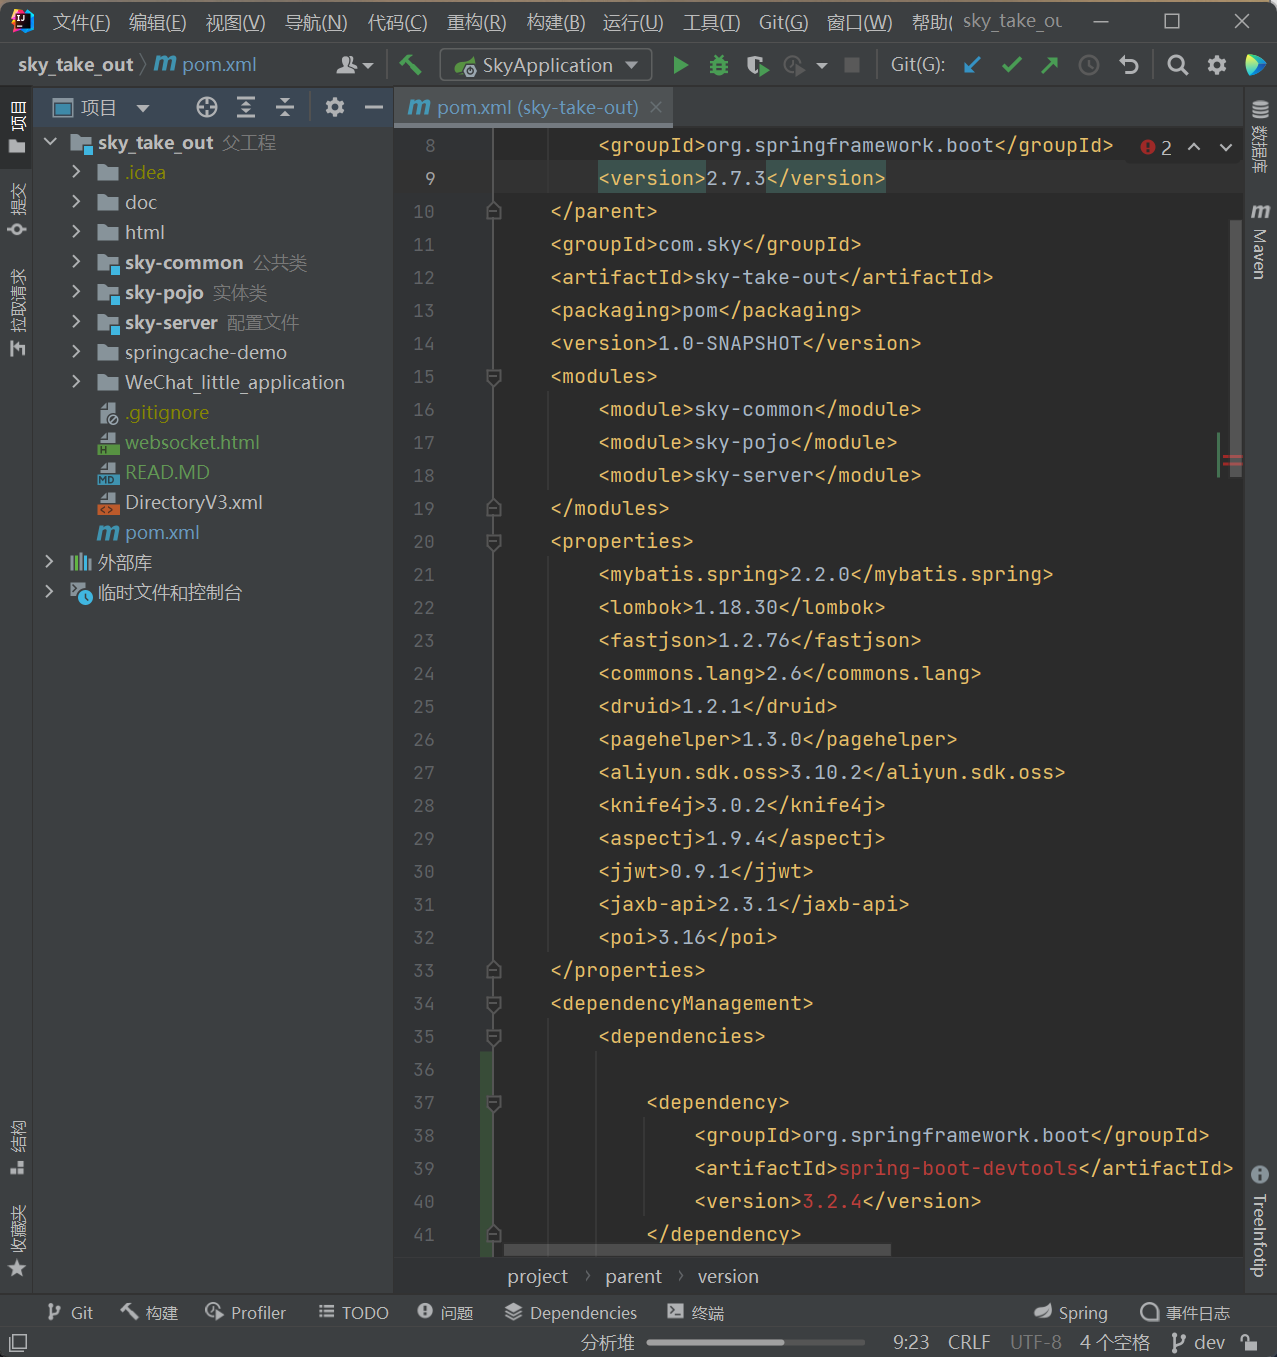 文件(F) 编辑(E) 视图(V) 导航(N) 代码(C) 重构(R) 构建(B) 运行(U) 工具(T) Git(G) 窗口(W) 帮助( sky_take_ou
sky_take_out pom.xml SkyApplication Git(G):
项目
pom.xml (sky-take-out)
sky_take_out 父工程
.idea
doc
html
sky-common 公共类
sky-pojo 实体类
sky-server 配置文件
springcache-demo
WeChat_little_application
.gitignore
websocket.html
READ.MD
DirectoryV3.xml
pom.xml
外部库
临时文件和控制台
项目
提交
拉取请求
结构
收藏夹
8 <groupId>org.springframework.boot</groupId> 2
9 <version>2.7.3</version>
10 </parent>
11 <groupId>com.sky</groupId>
12 <artifactId>sky-take-out</artifactId>
13 <packaging>pom</packaging>
14 <version>1.0-SNAPSHOT</version>
15 <modules>
16 <module>sky-common</module>
17 <module>sky-pojo</module>
18 <module>sky-server</module>
19 </modules>
20 <properties>
21 <mybatis.spring>2.2.0</mybatis.spring>
22 <lombok>1.18.30</lombok>
23 <fastjson>1.2.76</fastjson>
24 <commons.lang>2.6</commons.lang>
25 <druid>1.2.1</druid>
26 <pagehelper>1.3.0</pagehelper>
27 <aliyun.sdk.oss>3.10.2</aliyun.sdk.oss>
28 <knife4j>3.0.2</knife4j>
29 <aspectj>1.9.4</aspectj>
30 <jjwt>0.9.1</jjwt>
31 <jaxb-api>2.3.1</jaxb-api>
32 <poi>3.16</poi>
33 </properties>
34 <dependencyManagement>
35 <dependencies>
36
37 <dependency>
38 <groupId>org.springframework.boot</groupId>
39 <artifactId>spring-boot-devtools</artifactId>
40 <version>3.2.4</version>
41 </dependency>
数据库
Maven
TreeInfotip
project parent version
Git 构建 Profiler TODO 问题 Dependencies 终端 Spring 事件日志
分析堆 9:23 CRLF UTF-8 4 个空格 dev